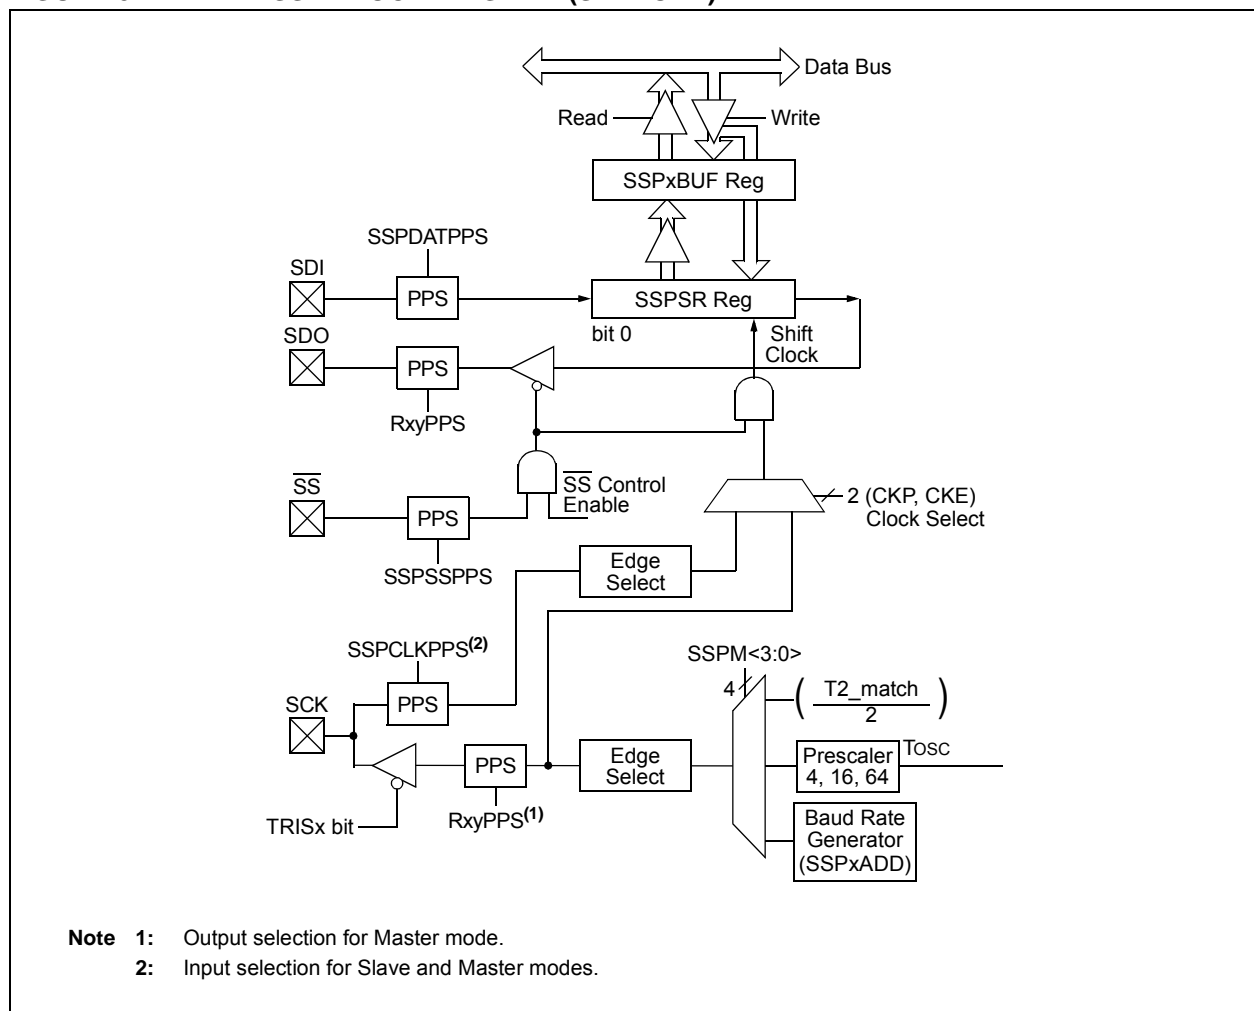 Data Bus
Read
Write
SSPxBUF Reg
SSPDATPPS
SDI
PPS
SSPSR Reg
bit 0
Shift
Clock
SDO
PPS
RxyPPS
SS
PPS
SSPSSPPS
SS Control
Enable
2 (CKP, CKE)
Clock Select
Edge
Select
SSPCLKPPS(2)
PPS
SCK
SSPM<3:0>
4
( T2_match )
2
PPS
Edge
Select
Prescaler
4, 16, 64
TOSC
TRISx bit
RxyPPS(1)
Baud Rate
Generator
(SSPxADD)
Note 1: Output selection for Master mode.
2: Input selection for Slave and Master modes.